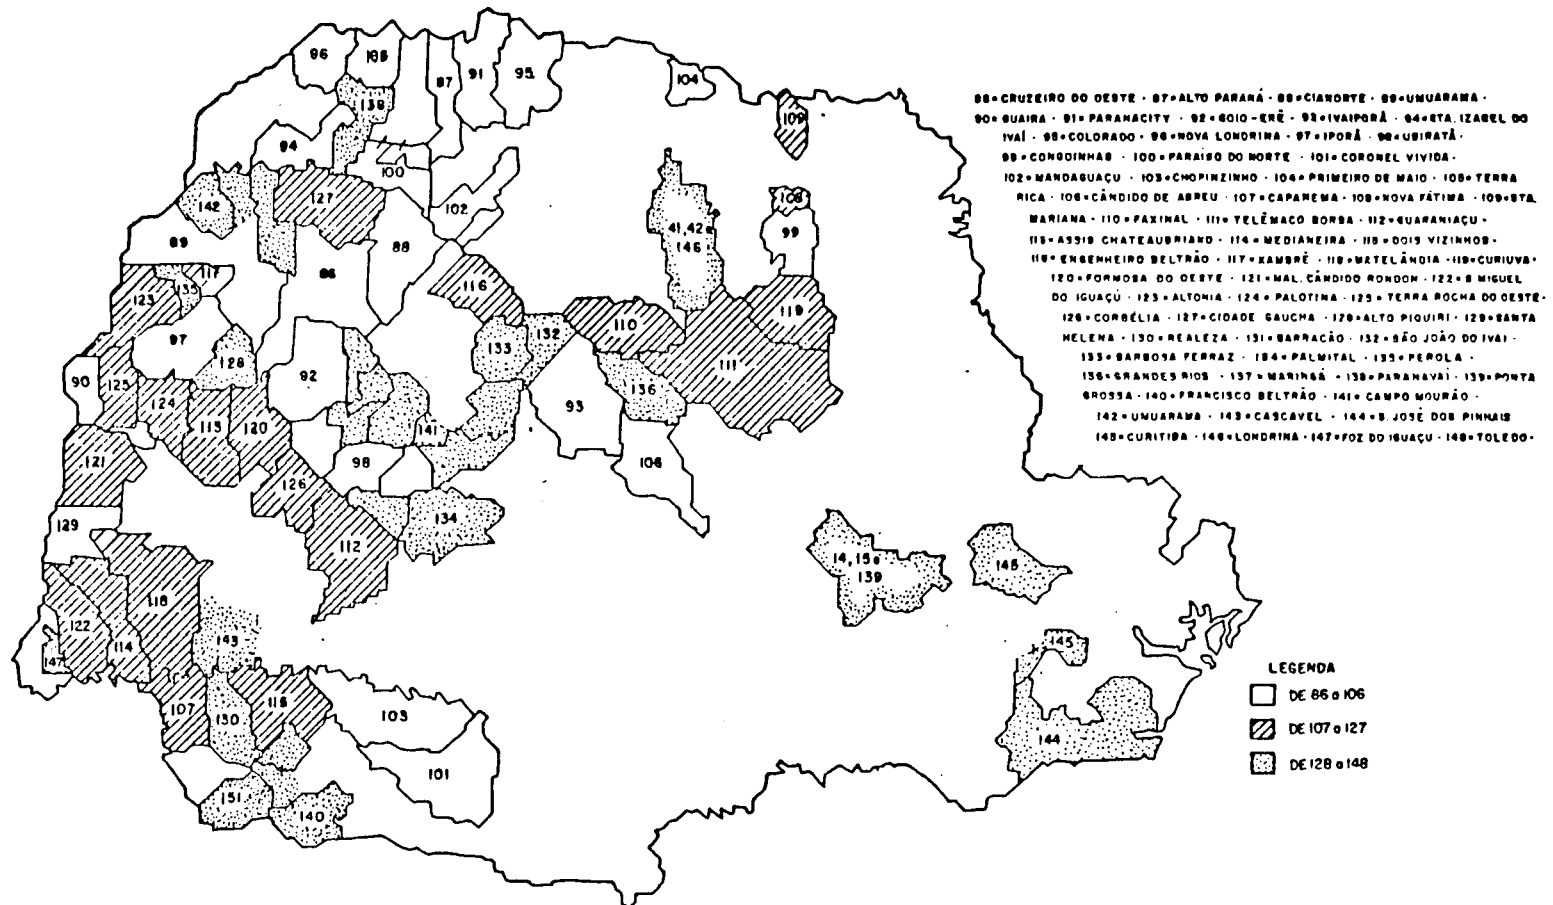 86=CRUZEIRO DO OESTE · 87=ALTO PARANÁ · 88=CIANORTE · 89=UMUARAMA ·
90=GUAIRA · 91=PARANACITY · 92=GOIO-ERÊ · 93=IVAIPORÃ · 94=STA. IZABEL DO
IVAÍ · 95=COLORADO · 96=NOVA LONDRINA · 97=IPORÃ · 98=UBIRATÃ ·
99=CONGOINHAS · 100=PARAISO DO NORTE · 101=CORONEL VIVIDA ·
102=MANDAGUAÇU · 103=CHOPINZINHO · 104=PRIMEIRO DE MAIO · 105=TERRA
RICA · 106=CÂNDIDO DE ABREU · 107=CAPANEMA · 108=NOVA FÁTIMA · 109=STA.
MARIANA · 110=FAXINAL · 111=TELÊMACO BORBA · 112=GUARANIAÇU ·
113=ASSIS CHATEAUBRIAND · 114=MEDIANEIRA · 115=DOIS VIZINHOS ·
116=ENGENHEIRO BELTRÃO · 117=XAMBRÊ · 118=MATELÂNDIA · 119=CURIUVA ·
120=FORMOSA DO OESTE · 121=MAL. CÂNDIDO RONDON · 122=S MIGUEL
DO IGUAÇÚ · 123=ALTONIA · 124=PALOTINA · 125=TERRA ROCHA DO OESTE ·
126=CORBÉLIA · 127=CIDADE GAUCHA · 128=ALTO PIQUIRI · 129=SANTA
HELENA · 130=REALEZA · 131=BARRACÃO · 132=SÃO JOÃO DO IVAI ·
133=BARBOSA FERRAZ · 134=PALMITAL · 135=PEROLA ·
136=GRANDES RIOS · 137=MARINGÁ · 138=PARANAVAÍ · 139=PONTA
GROSSA · 140=FRANCISCO BELTRÃO · 141=CAMPO MOURÃO ·
142=UMUARAMA · 143=CASCAVEL · 144=S. JOSÉ DOS PINHAIS
145=CURITIBA · 146=LONDRINA · 147=FOZ DO IGUAÇU · 148=TOLEDO ·
96 105 87 91 95 104
138 109
94 100
127 102 142 108
89 88 41,42 e 146 99
86 117 135 116
123 119
110
97 128 133 132 111
90 125 92 136
124 113 120 141 93
121 98 106
126
129 134
112
14,15 e 139 148
118
122 114 143 145
147
107 130 115 103
144
101
151 140
LEGENDA
DE 86 a 106
DE 107 a 127
DE 128 a 148